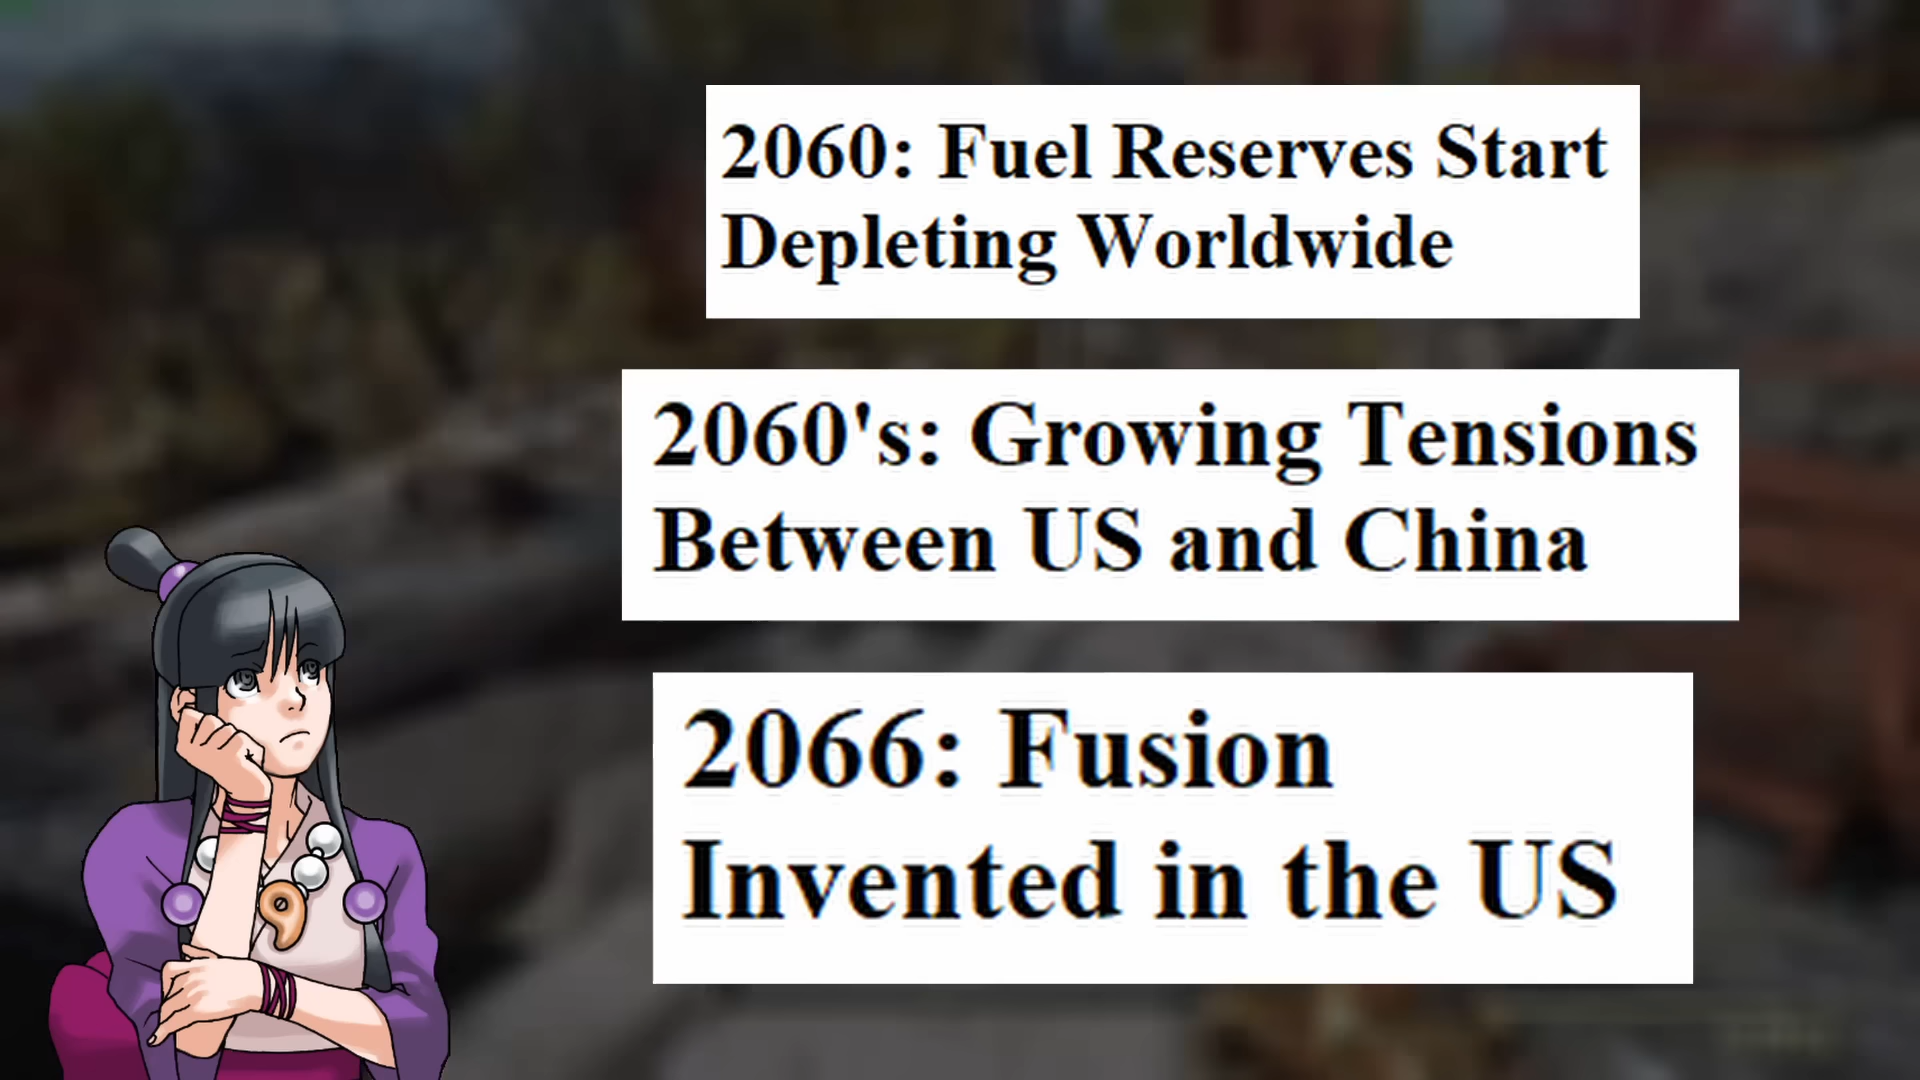 2060: Fuel Reserves Start
Depleting Worldwide
2060's: Growing Tensions
Between US and China
2066: Fusion
Invented in the US